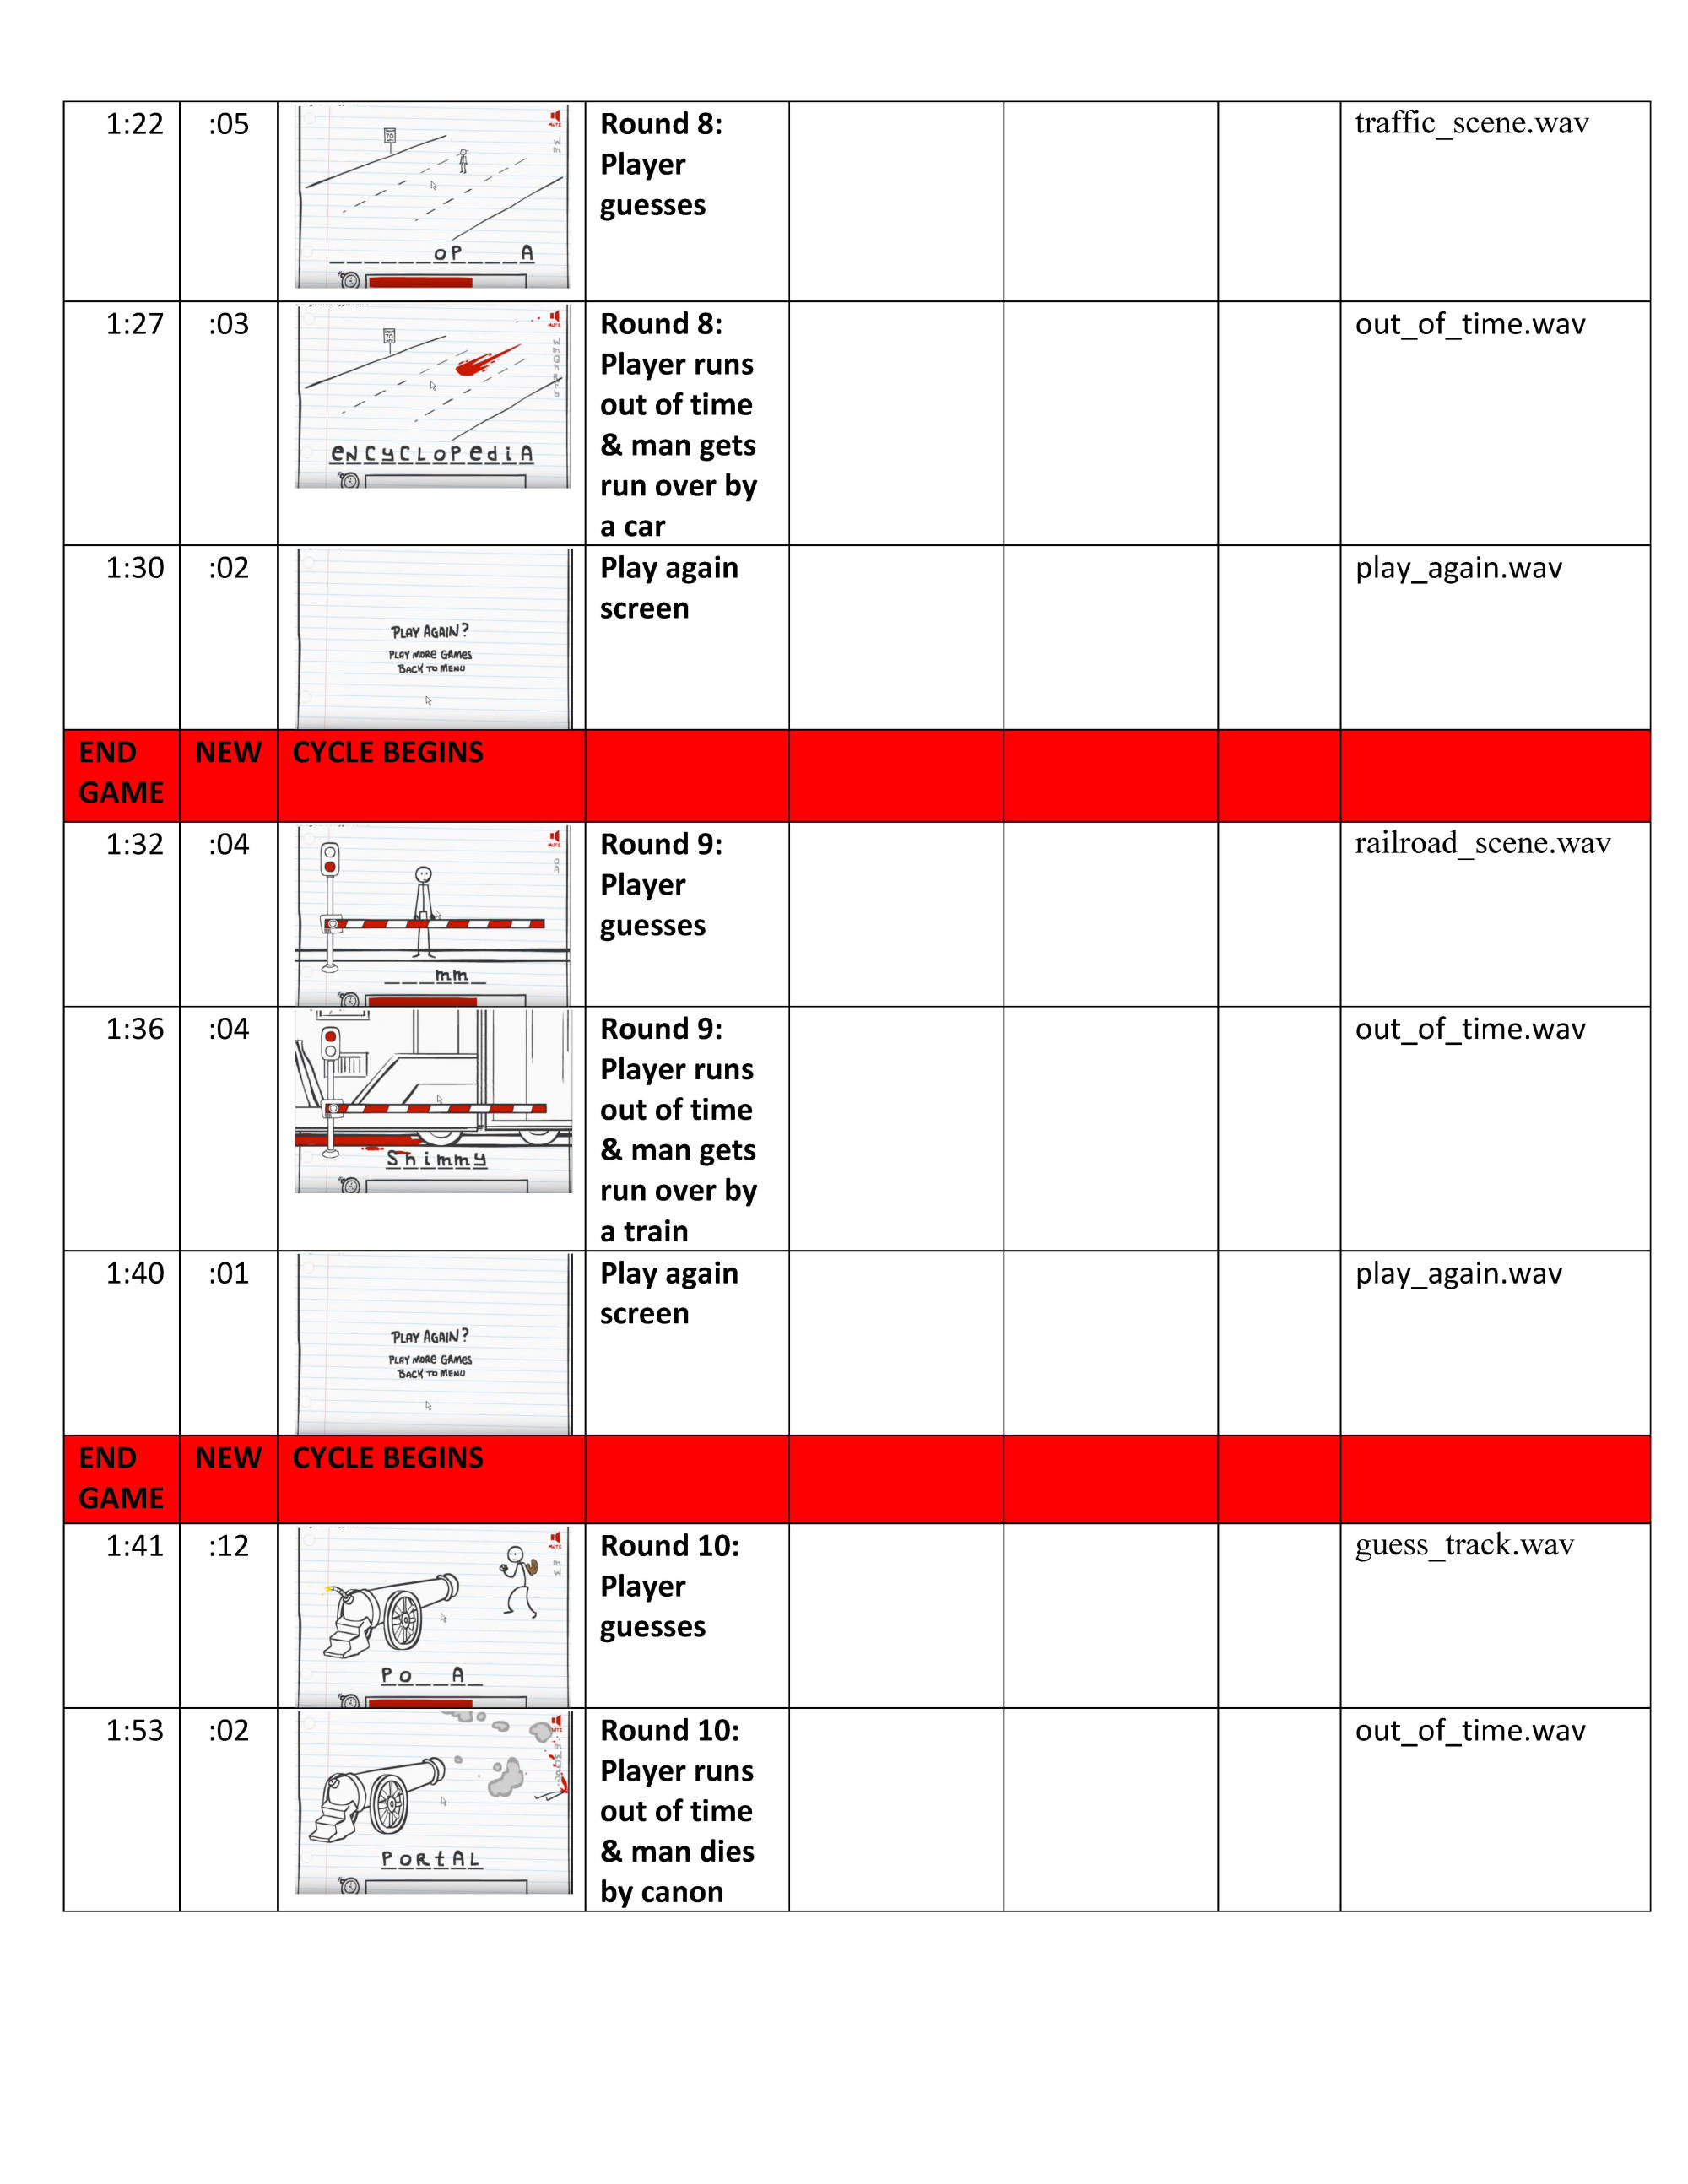 1:22 :05 Round 8: traffic_scene.wav
Player
guesses
MUTE
70
W
m
_ _ _ _ _ _ O P _ _ _ A
1:27 :03 Round 8: out_of_time.wav
Player runs
out of time
& man gets
run over by
a car
MUTE
70
eNCyCLoPediA
1:30 :02 Play again play_again.wav
screen
PLAY AGAIN?
PLAY MORE GAMES
BACK TO MENU
END NEW CYCLE BEGINS
GAME
1:32 :04 Round 9: railroad_scene.wav
Player
guesses
MUTE
O
A
_ _ _ m m _
1:36 :04 Round 9: out_of_time.wav
Player runs
out of time
& man gets
run over by
a train
Shimmy
1:40 :01 Play again play_again.wav
screen
PLAY AGAIN?
PLAY MORE GAMES
BACK TO MENU
END NEW CYCLE BEGINS
GAME
1:41 :12 Round 10: guess_track.wav
Player
guesses
MUTE
P O _ _ A _
1:53 :02 Round 10: out_of_time.wav
Player runs
out of time
& man dies
by canon
PORtAL